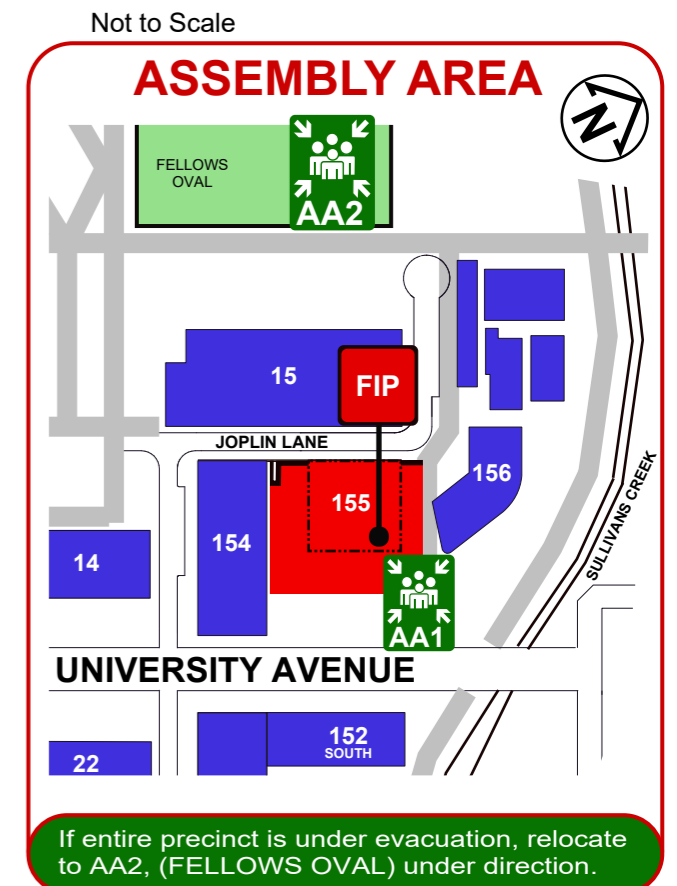 Not to Scale
ASSEMBLY AREA
N
FELLOWS
OVAL
AA2
15
FIP
JOPLIN LANE
156
155
154
14
SULLIVANS CREEK
AA1
UNIVERSITY AVENUE
152
SOUTH
22
If entire precinct is under evacuation, relocate
to AA2, (FELLOWS OVAL) under direction.